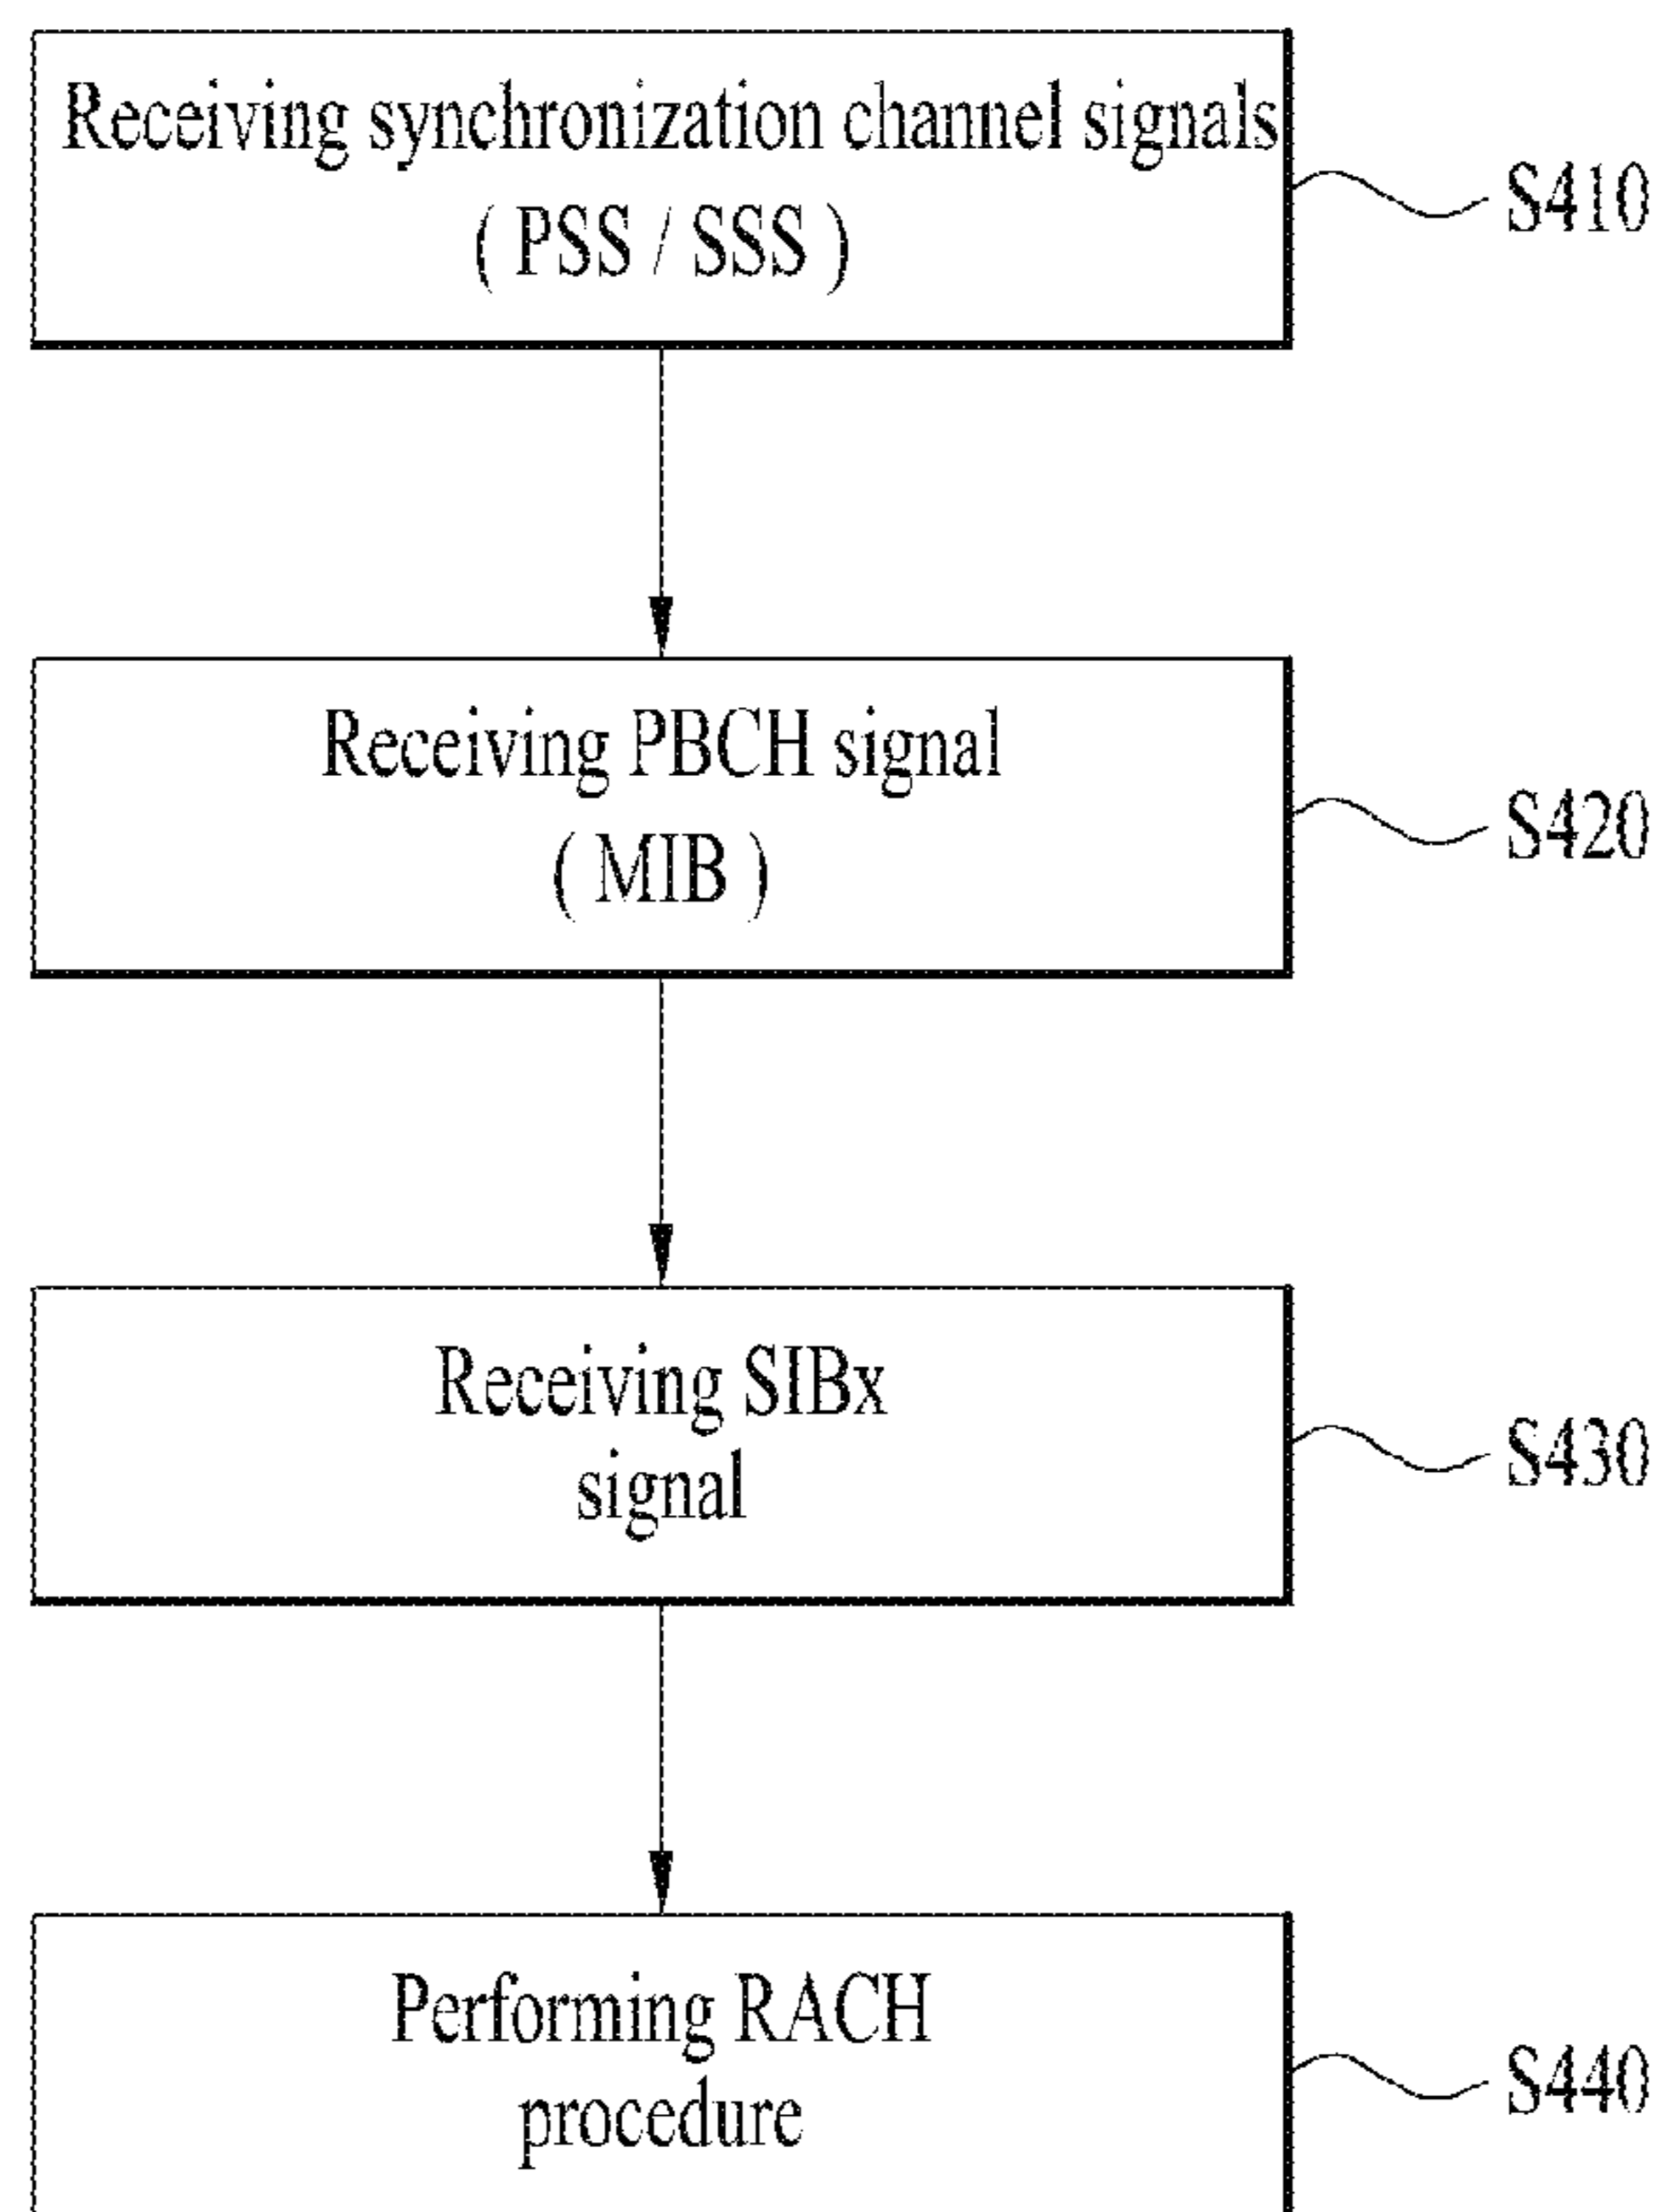 Receiving synchronization channel signals
( PSS / SSS )
S410
Receiving PBCH signal
( MIB )
S420
Receiving SIBx
signal
S430
Performing RACH
procedure
S440